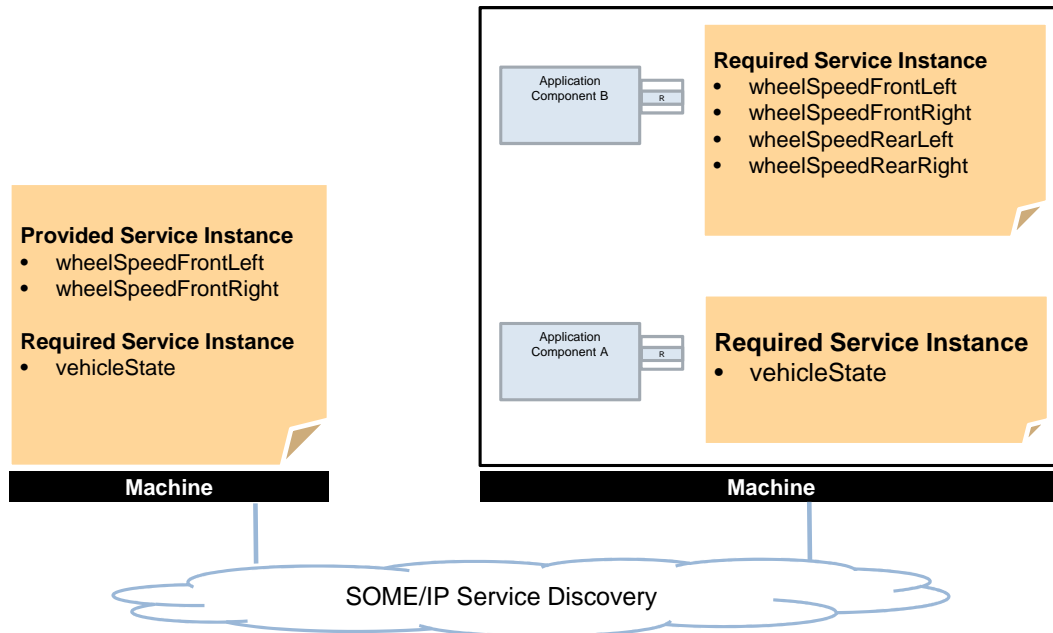 Provided Service Instance
• wheelSpeedFrontLeft
• wheelSpeedFrontRight
Required Service Instance
• vehicleState
Machine
Application
Component B
R
Required Service Instance
• wheelSpeedFrontLeft
• wheelSpeedFrontRight
• wheelSpeedRearLeft
• wheelSpeedRearRight
Application
Component A
R
Required Service Instance
• vehicleState
Machine
SOME/IP Service Discovery